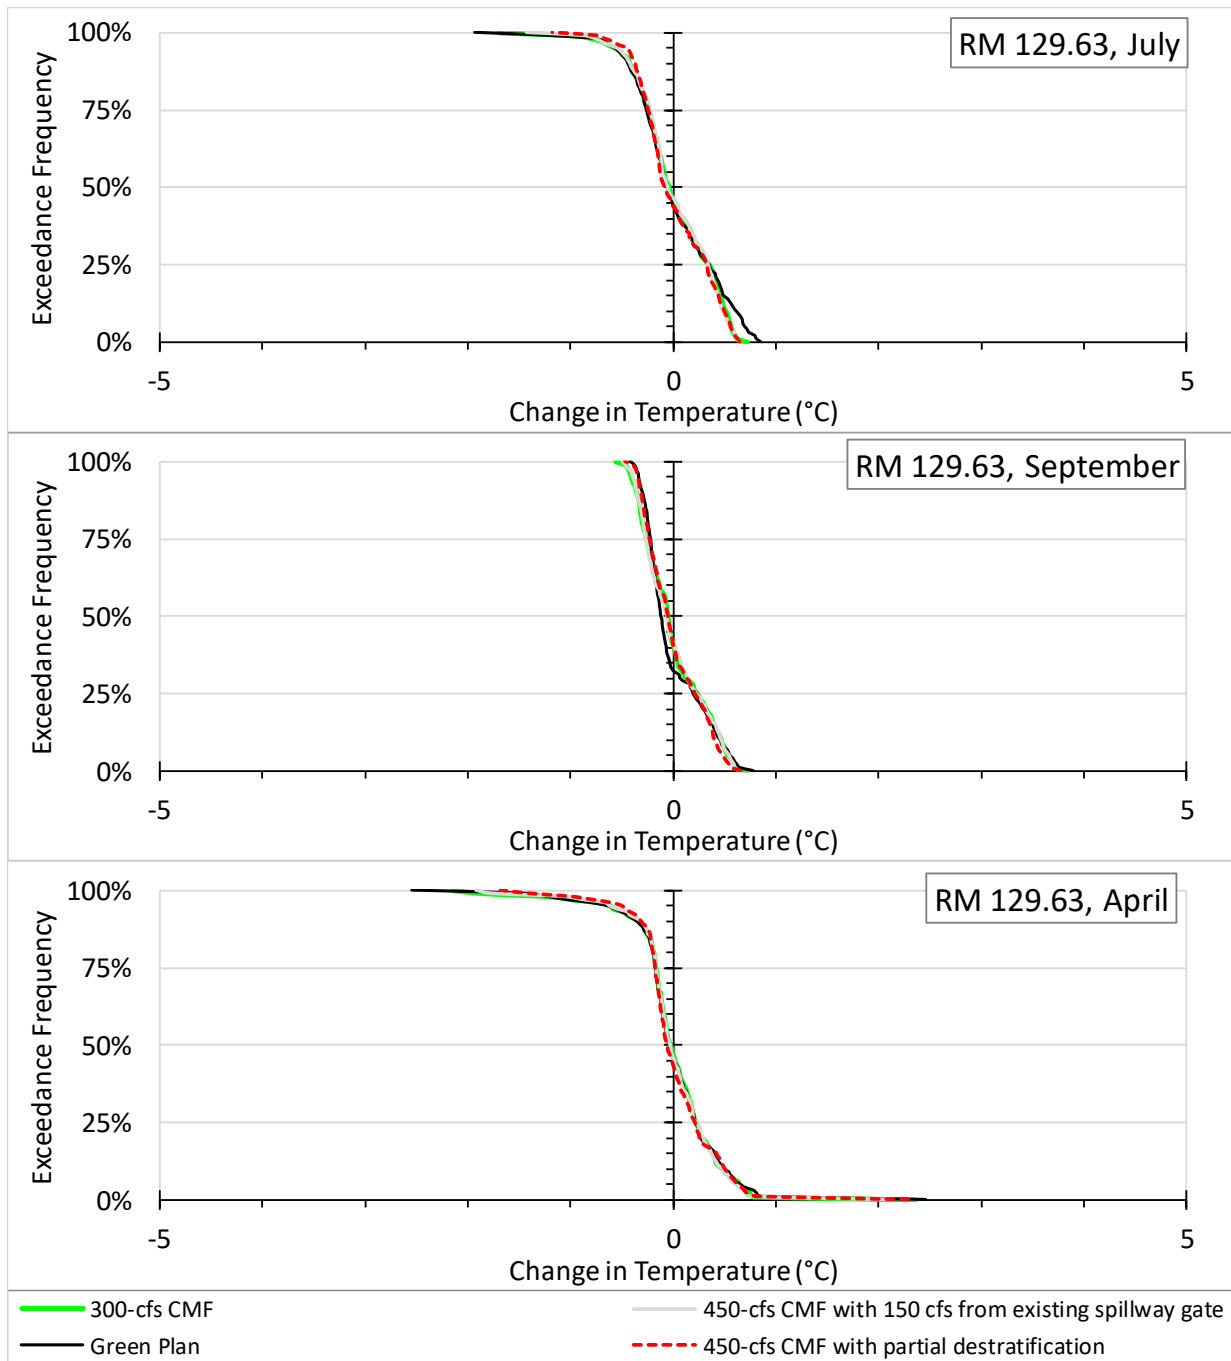 RM 129.63, July
Exceedance Frequency
100%
75%
50%
25%
0%
-5 0 5
Change in Temperature (°C)
RM 129.63, September
Exceedance Frequency
100%
75%
50%
25%
0%
-5 0 5
Change in Temperature (°C)
RM 129.63, April
Exceedance Frequency
100%
75%
50%
25%
0%
-5 0 5
Change in Temperature (°C)
300-cfs CMF
450-cfs CMF with 150 cfs from existing spillway gate
Green Plan
450-cfs CMF with partial destratification